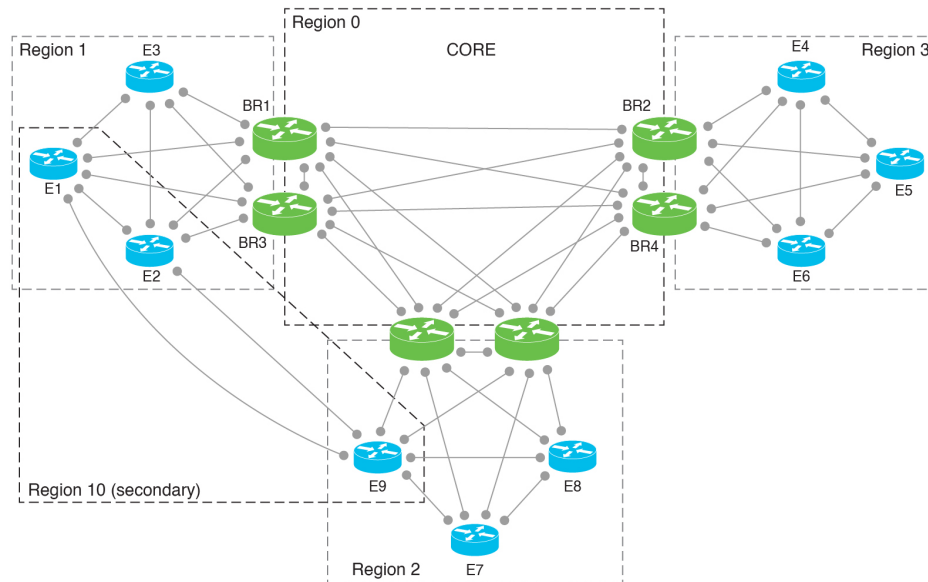 Region 0
Region 1
E3
CORE
E4
Region 3
BR1
BR2
E1
E5
BR3
BR4
E2
E6
Region 10 (secondary)
E9
E8
Region 2
E7